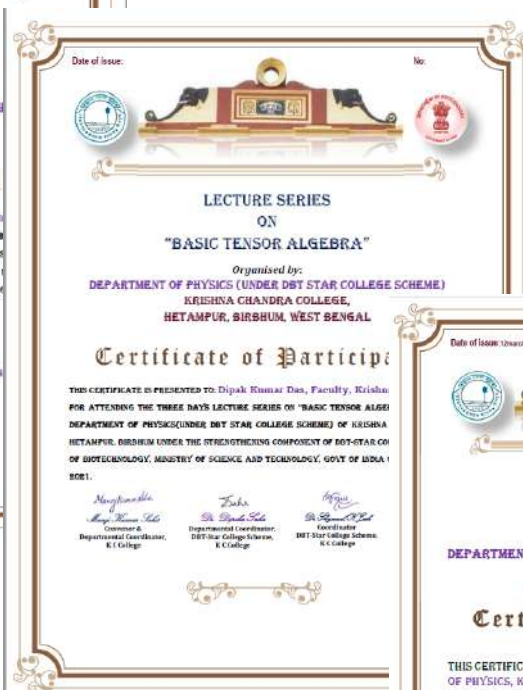 Date of issue:
No:
LECTURE SERIES
ON
"BASIC TENSOR ALGEBRA"
Organised by:
DEPARTMENT OF PHYSICS (UNDER DBT STAR COLLEGE SCHEME)
KRISHNA CHANDRA COLLEGE,
HETAMPUR, BIRBHUM, WEST BENGAL
Certificate of Participa
THIS CERTIFICATE IS PRESENTED TO: Dipak Kumar Das, Faculty, Krishn
FOR ATTENDING THE THREE DAYS LECTURE SERIES ON "BASIC TENSOR ALGE
DEPARTMENT OF PHYSICS(UNDER DBT STAR COLLEGE SCHEME) OF KRISHNA
HETAMPUR, BIRBHUM UNDER THE STRENGTHENING COMPONENT OF DBT-STAR CO
OF BIOTECHNOLOGY, MINISTRY OF SCIENCE AND TECHNOLOGY, GOVT OF INDIA
2021.
Convener &
Departmental Coordinator,
K C College
Departmental Coordinator,
DBT-Star College Scheme,
K C College
Coordinator
DBT-Star College Scheme,
K C College
Date of issue:
DEPARTMEN
Cert
THIS CERTIFIC
OF PHYSICS, K